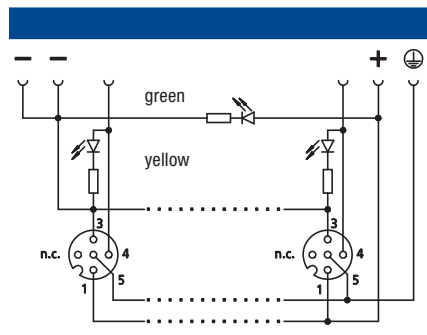 – – +
green
yellow
3 3
n.c. 4 n.c. 4
1 5 1 5